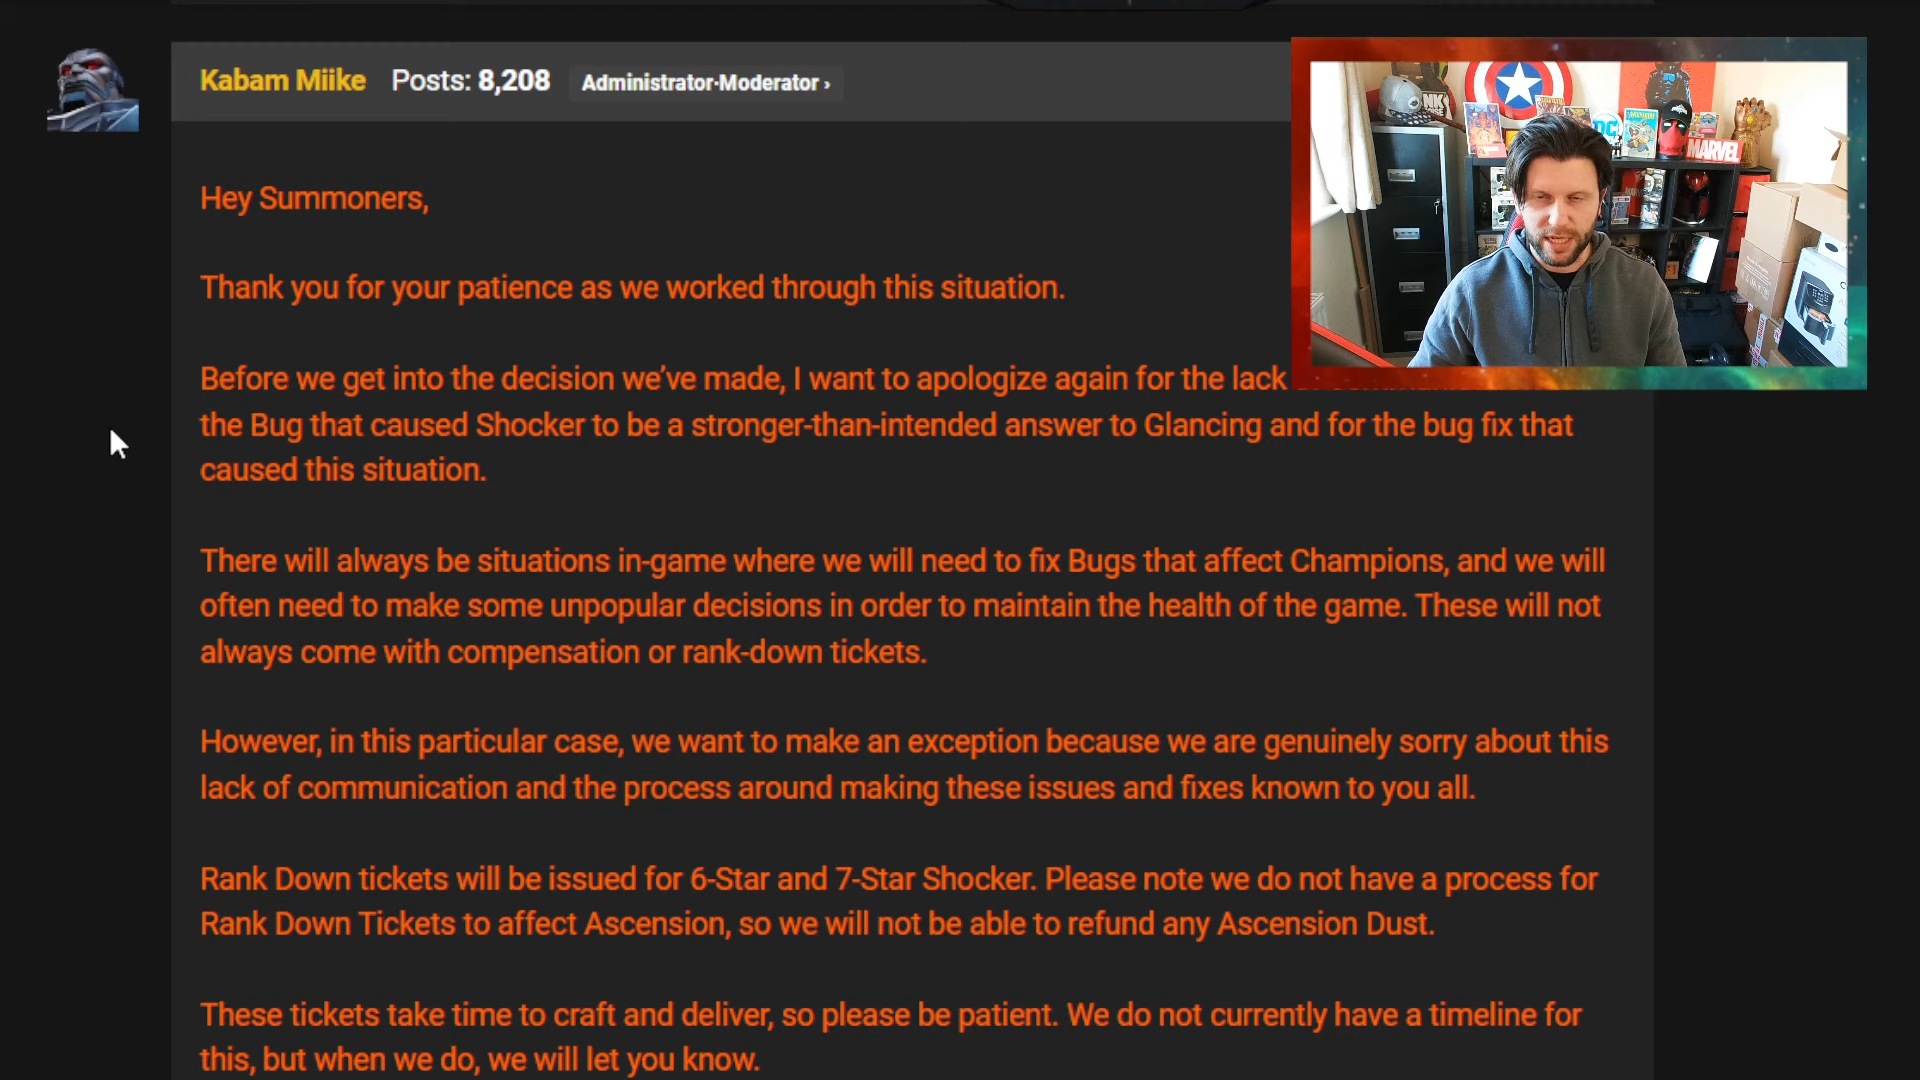 Kabam Miike Posts: 8,208 Administrator·Moderator ›
Hey Summoners,
Thank you for your patience as we worked through this situation.
Before we get into the decision we’ve made, I want to apologize again for the lack
the Bug that caused Shocker to be a stronger-than-intended answer to Glancing and for the bug fix that
caused this situation.
There will always be situations in-game where we will need to fix Bugs that affect Champions, and we will
often need to make some unpopular decisions in order to maintain the health of the game. These will not
always come with compensation or rank-down tickets.
However, in this particular case, we want to make an exception because we are genuinely sorry about this
lack of communication and the process around making these issues and fixes known to you all.
Rank Down tickets will be issued for 6-Star and 7-Star Shocker. Please note we do not have a process for
Rank Down Tickets to affect Ascension, so we will not be able to refund any Ascension Dust.
These tickets take time to craft and deliver, so please be patient. We do not currently have a timeline for
this, but when we do, we will let you know.
NK
DC
MARVEL